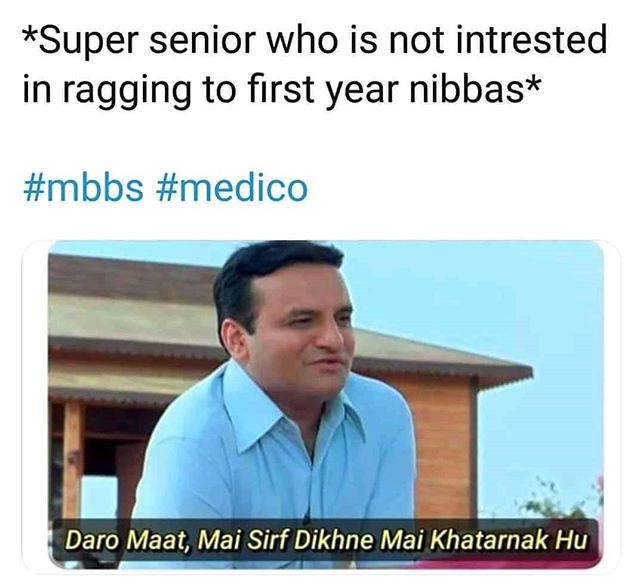 *Super senior who is not intrested
in ragging to first year nibbas*
#mbbs #medico
Daro Maat, Mai Sirf Dikhne Mai Khatarnak Hu